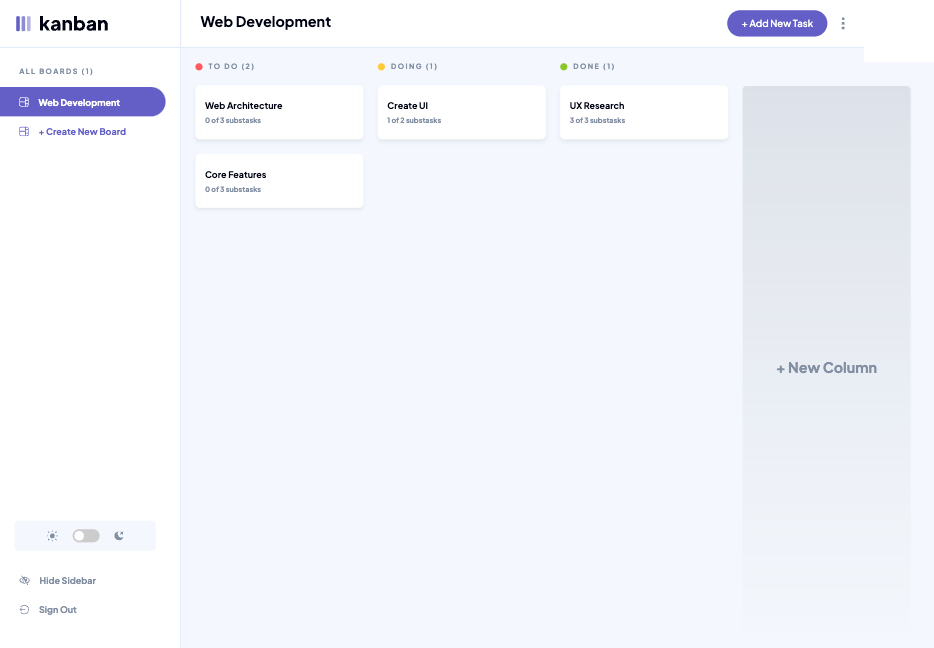 kanban
Web Development
+ Add New Task
ALL BOARDS (1)
Web Development
+ Create New Board
TO DO (2)
Web Architecture
0 of 3 substasks
Core Features
0 of 3 substasks
DOING (1)
Create UI
1 of 2 substasks
DONE (1)
UX Research
3 of 3 substasks
+ New Column
Hide Sidebar
Sign Out